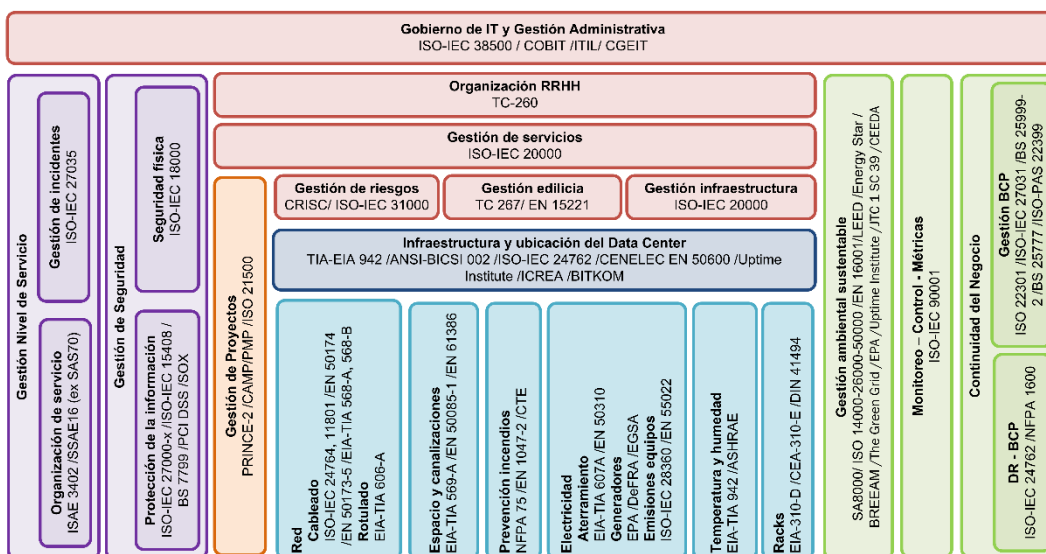 Gobierno de IT y Gestión Administrativa
ISO-IEC 38500 / COBIT /ITIL/ CGEIT
Gestión Nivel de Servicio
Gestión de incidentes
ISO-IEC 27035
Organización de servicio
ISAE 3402 /SSAE16 (ex SAS70)
Gestión de Seguridad
Seguridad física
ISO-IEC 18000
Protección de la información
ISO-IEC 27000-x /ISO-IEC 15408 /
BS 7799 /PCI DSS /SOX
Organización RRHH
TC-260
Gestión de servicios
ISO-IEC 20000
Gestión de Proyectos
PRINCE-2 /CAMP/PMP /ISO 21500
Gestión de riesgos
CRISC/ ISO-IEC 31000
Gestión edilicia
TC 267/ EN 15221
Gestión infraestructura
ISO-IEC 20000
Infraestructura y ubicación del Data Center
TIA-EIA 942 /ANSI-BICSI 002 /ISO-IEC 24762 /CENELEC EN 50600 /Uptime
Institute /ICREA /BITKOM
Red
Cableado
ISO-IEC 24764, 11801 /EN 50174
/EN 50173-5 /EIA-TIA 568-A, 568-B
Rotulado
EIA-TIA 606-A
Espacio y canalizaciones
EIA-TIA 569-A /EN 50085-1 /EN 61386
Prevención incendios
NFPA 75 /EN 1047-2 /CTE
Electricidad
Aterramiento
EIA-TIA 607A /EN 50310
Generadores
EPA /DeFRA /EGSA
Emisiones equipos
ISO-IEC 28360 /EN 55022
Temperatura y humedad
EIA-TIA 942 /ASHRAE
Racks
EIA-310-D /CEA-310-E /DIN 41494
Gestión ambiental sustentable
SA8000/ ISO 14000-26000-50000 /EN 16001/LEED /Energy Star /
BREEAM /The Green Grid /EPA /Uptime Institute /JTC 1 SC 39 /CEEDA
Monitoreo – Control - Métricas
ISO-IEC 90001
Continuidad del Negocio
Gestión BCP
ISO 22301 /ISO-IEC 27031 /BS 25999-
2 /BS 25777 /ISO-PAS 22399
DR - BCP
ISO-IEC 24762 /NFPA 1600